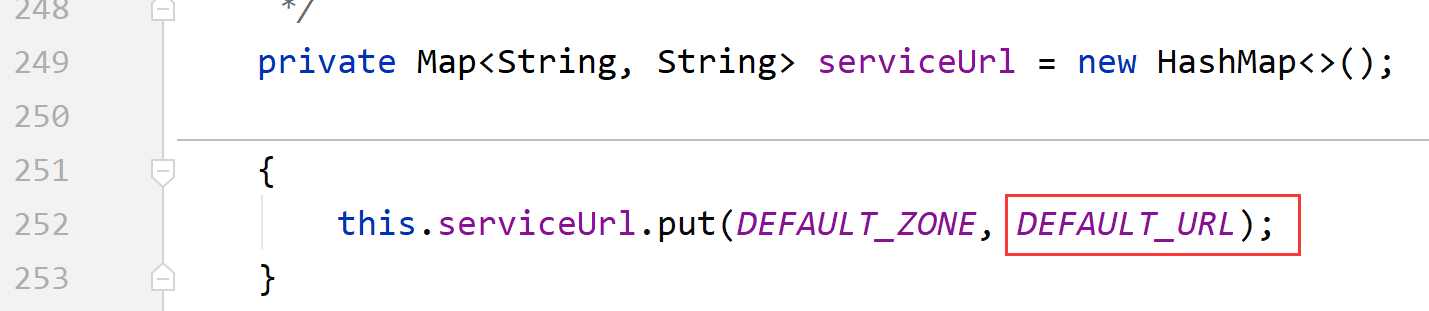 248 */
249 private Map<String, String> serviceUrl = new HashMap<>();
250
251 {
252 this.serviceUrl.put(DEFAULT_ZONE, DEFAULT_URL);
253 }